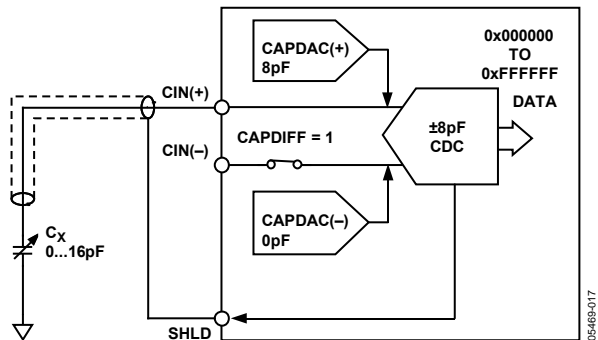 CAPDAC(+)
8pF
0x000000
TO
0xFFFFFF
DATA
CIN(+)
CIN(–)
CAPDIFF = 1
±8pF
CDC
CAPDAC(–)
0pF
CX
0...16pF
SHLD
05469-017